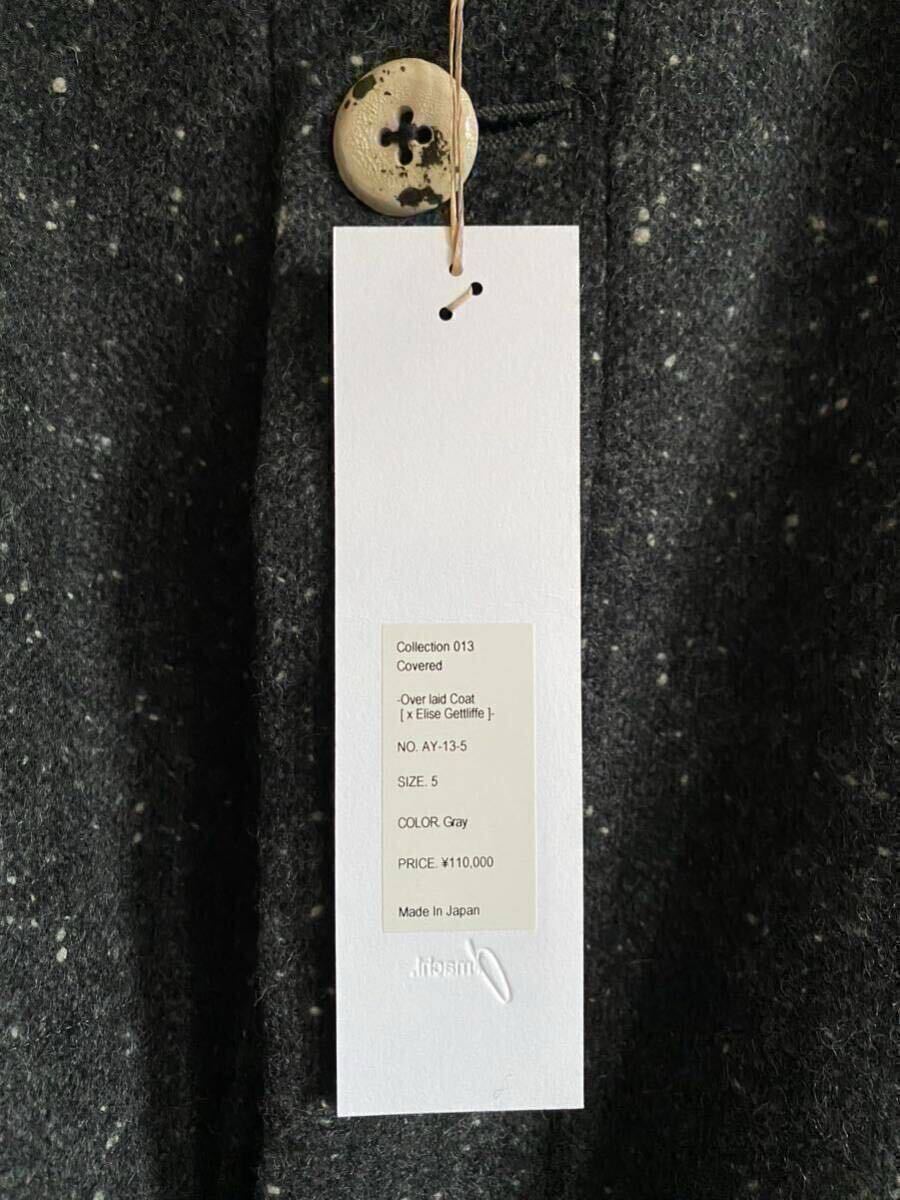 Collection 013
Covered
-Over laid Coat
[ x Elise Gettliffe ]-
NO. AY-13-5
SIZE. 5
COLOR. Gray
PRICE. ¥110,000
Made In Japan
amachi.